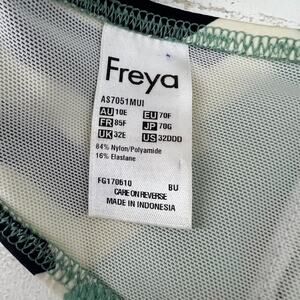 Freya
AS7051MUI
AU 10E EU 70F
FR 85F JP 70G
UK 32E US 32DDD
84% Nylon/Polyamide
16% Elastane
FG170610 BU
CARE ON REVERSE
MADE IN INDONESIA